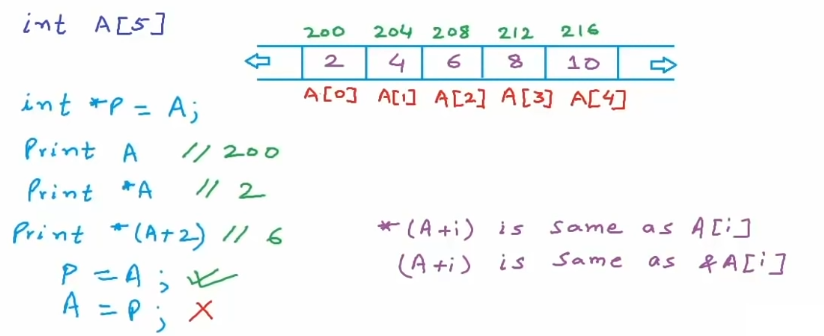 int A[5]
200 204 208 212 216
2 4 6 8 10
A[0] A[1] A[2] A[3] A[4]
int *P = A;
Print A // 200
Print *A // 2
Print *(A+2) // 6
P = A; ✓
A = P; ✗
*(A+i) is same as A[i]
(A+i) is same as &A[i]